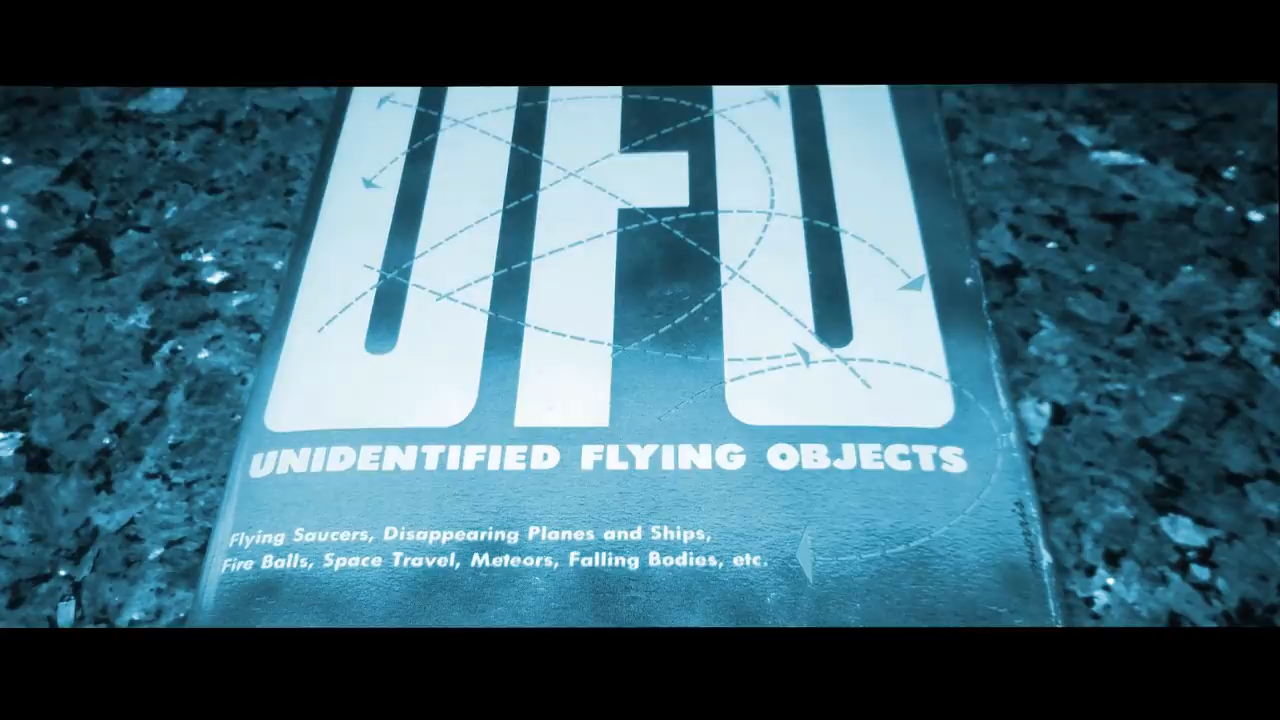 UFO
UNIDENTIFIED FLYING OBJECTS
Flying Saucers, Disappearing Planes and Ships,
Fire Balls, Space Travel, Meteors, Falling Bodies, etc.